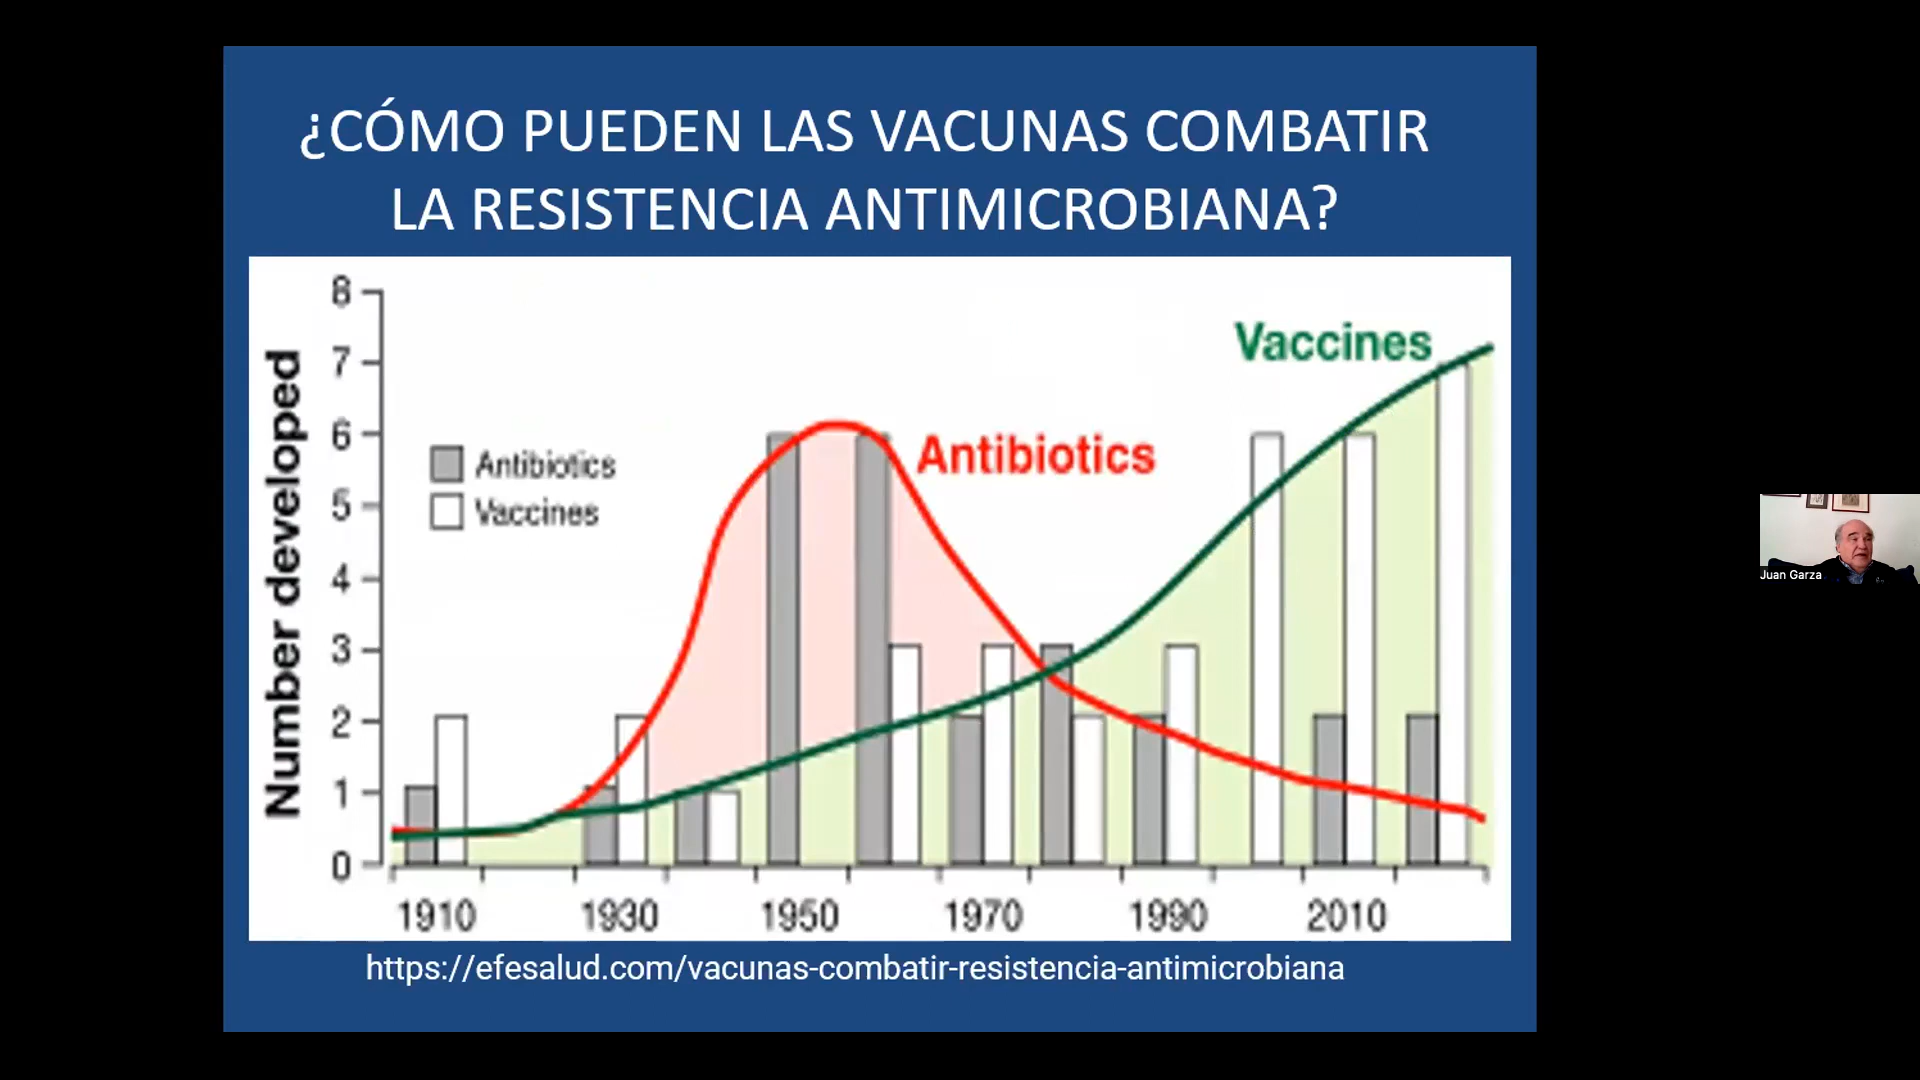 ¿CÓMO PUEDEN LAS VACUNAS COMBATIR
LA RESISTENCIA ANTIMICROBIANA?
Number developed
8
7
6
5
4
3
2
1
0
Antibiotics
Vaccines
Antibiotics
Vaccines
1910 1930 1950 1970 1990 2010
https://efesalud.com/vacunas-combatir-resistencia-antimicrobiana
Juan Garza